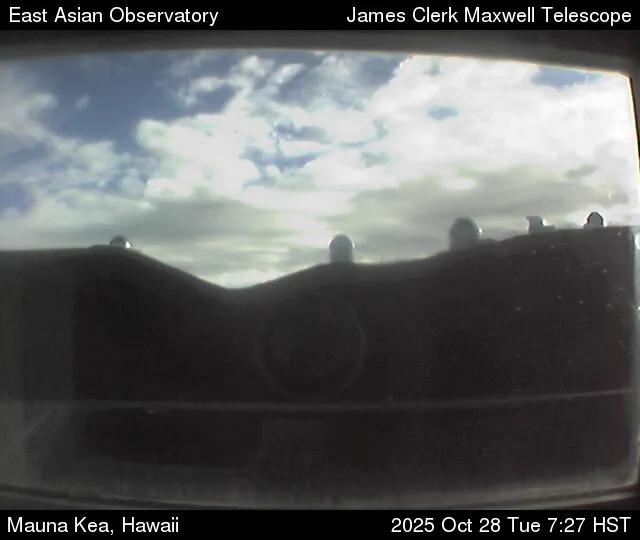 East Asian Observatory
James Clerk Maxwell Telescope
Mauna Kea, Hawaii
2025 Oct 28 Tue 7:27 HST